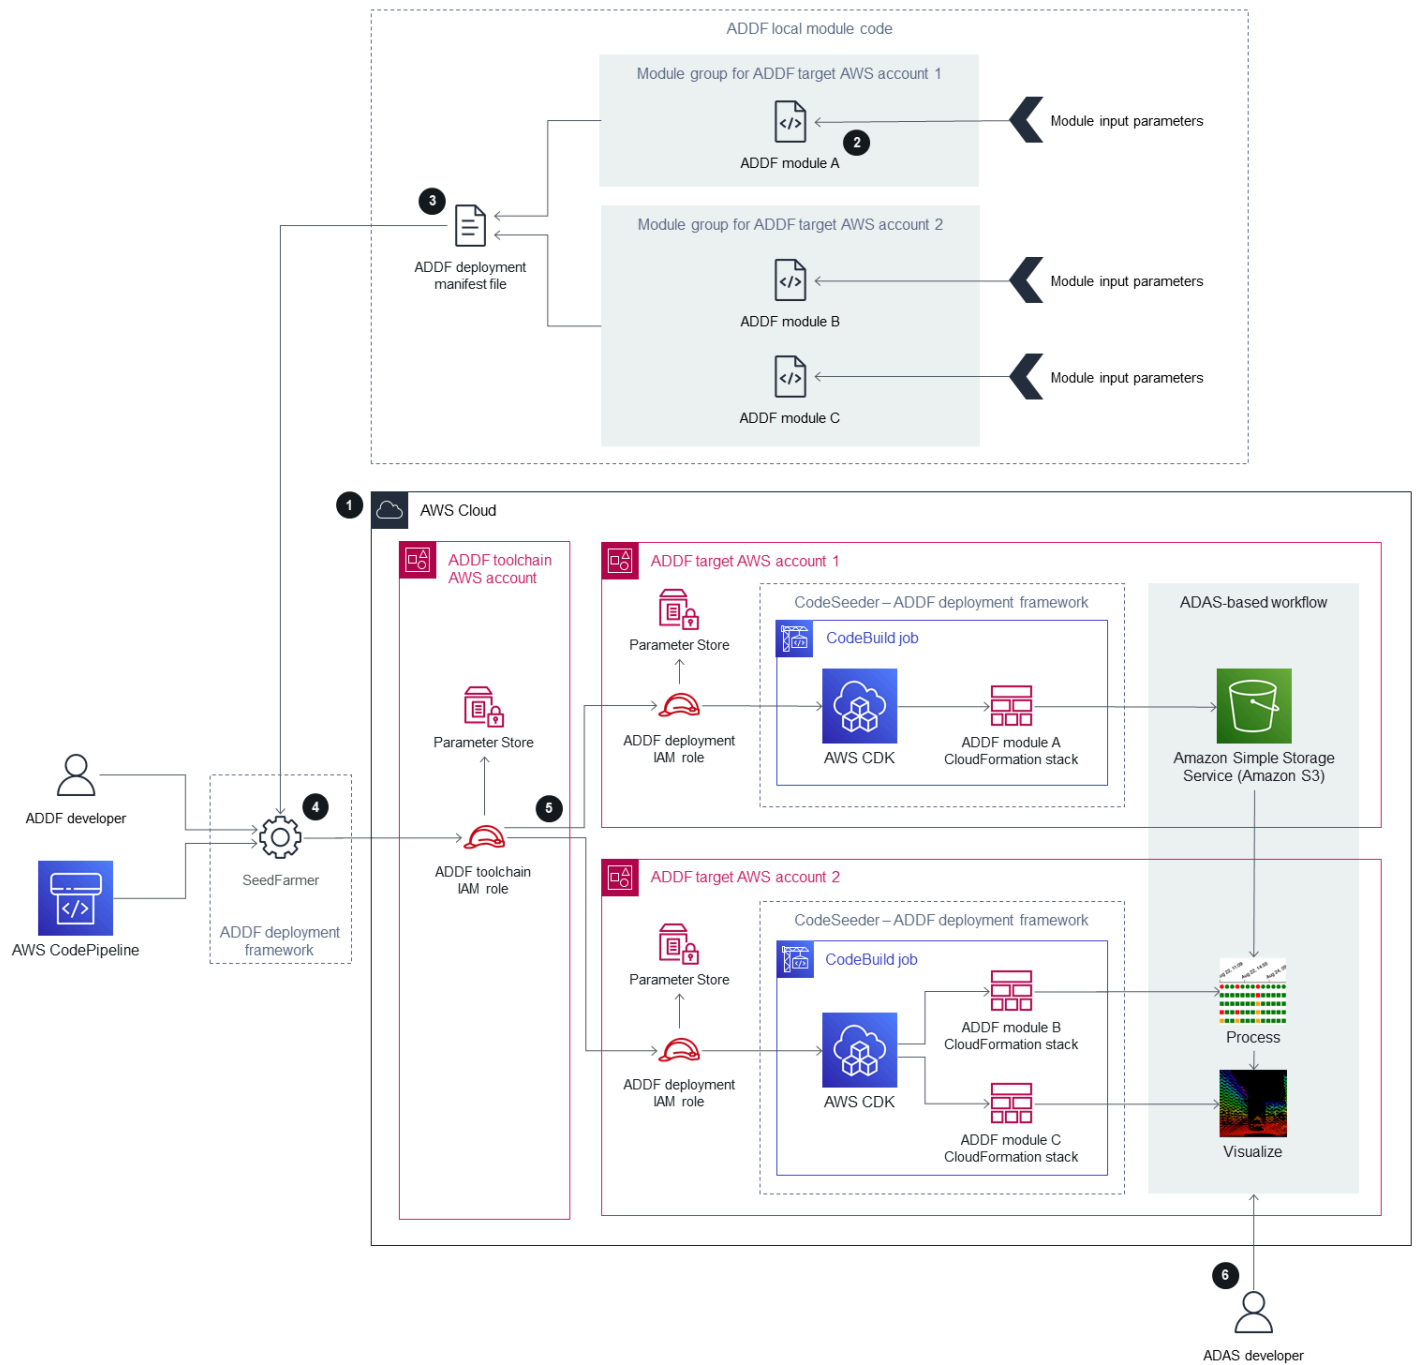 ADDF local module code
Module group for ADDF target AWS account 1
Module input parameters
2
ADDF module A
3
Module group for ADDF target AWS account 2
ADDF deployment
manifest file
Module input parameters
ADDF module B
Module input parameters
ADDF module C
1
AWS Cloud
ADDF toolchain
AWS account
ADDF target AWS account 1
CodeSeeder – ADDF deployment framework
ADAS-based workflow
CodeBuild job
Parameter Store
Parameter Store
ADDF deployment
IAM role
AWS CDK
ADDF module A
CloudFormation stack
Amazon Simple Storage
Service (Amazon S3)
ADDF developer
4
5
SeedFarmer
ADDF toolchain
IAM role
ADDF deployment
framework
AWS CodePipeline
ADDF target AWS account 2
CodeSeeder – ADDF deployment framework
CodeBuild job
Parameter Store
ADDF module B
CloudFormation stack
Process
ADDF deployment
IAM role
AWS CDK
ADDF module C
CloudFormation stack
Visualize
6
ADAS developer